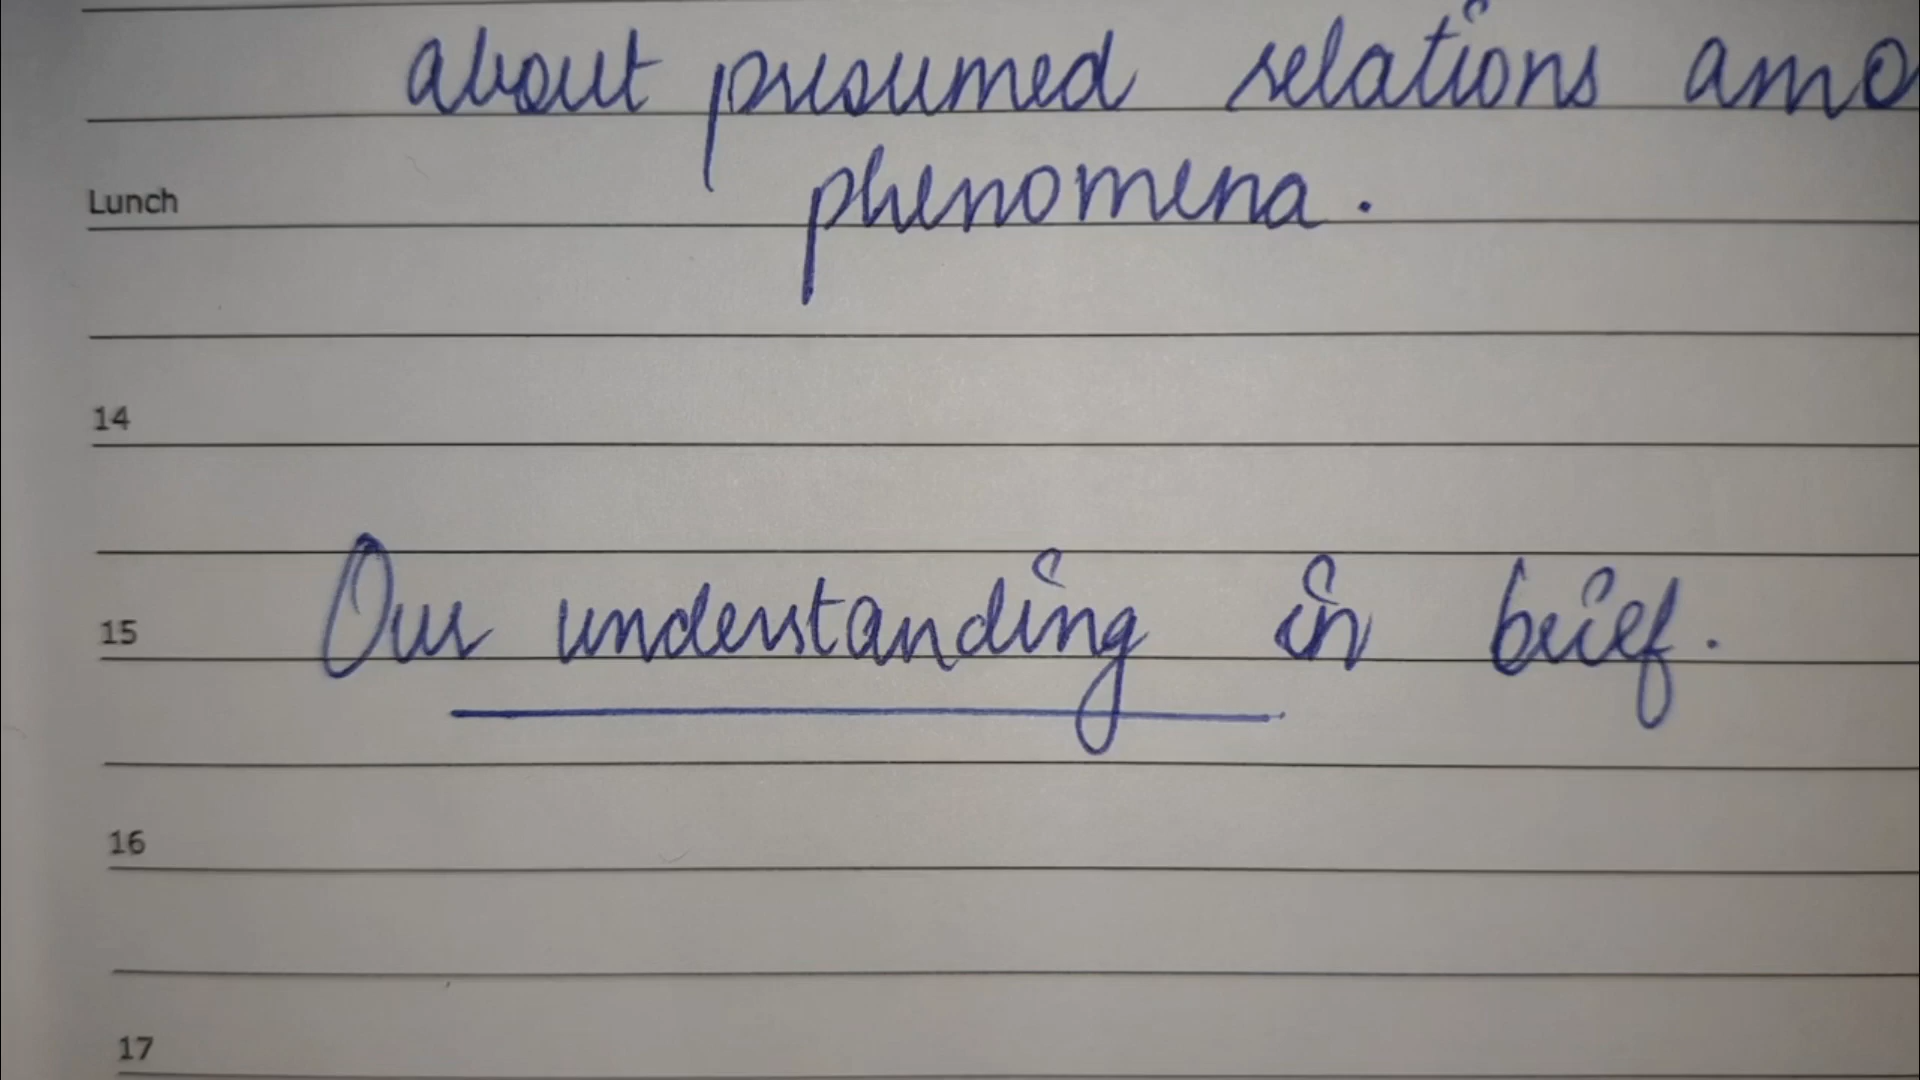 about presumed relations amo
Lunch
phenomena.
14
Our understanding in brief.
15
16
17